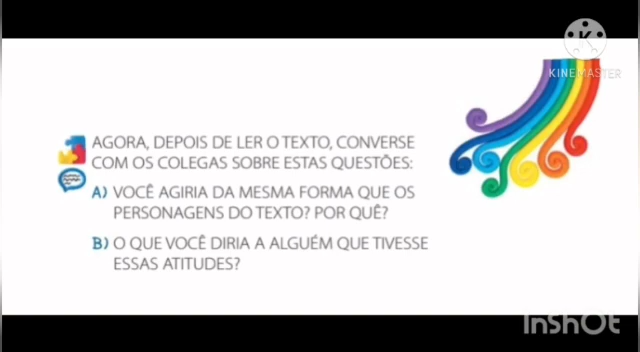 KINEMASTER
AGORA, DEPOIS DE LER O TEXTO, CONVERSE
COM OS COLEGAS SOBRE ESTAS QUESTÕES:
A) VOCÊ AGIRIA DA MESMA FORMA QUE OS
PERSONAGENS DO TEXTO? POR QUÊ?
B) O QUE VOCÊ DIRIA A ALGUÉM QUE TIVESSE
ESSAS ATITUDES?
InShOt